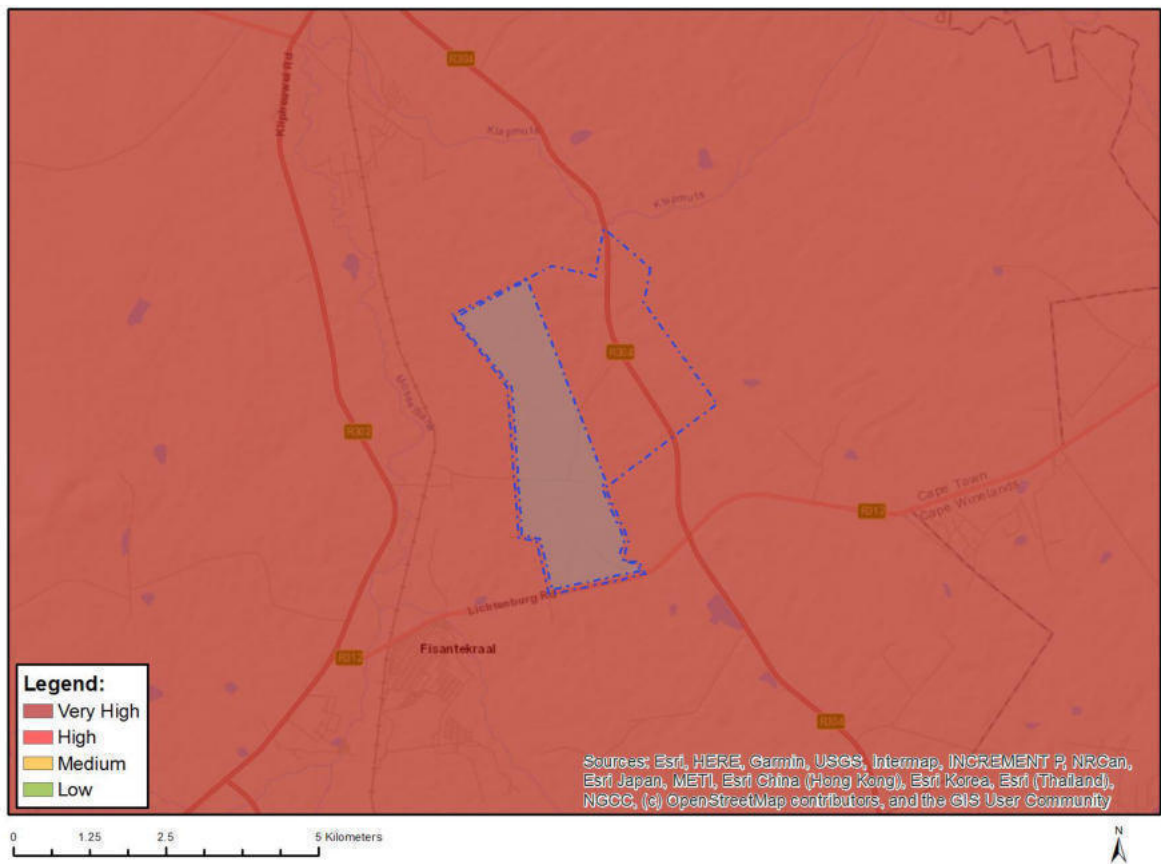 R304
Klipheuwel Rd
Klapmuts
Klapmuts
R304
R302
Cape Town
Cape Winelands
R312
Lichtenburg Rd
Fisantekraal
R312
R304
Legend:
Very High
High
Medium
Low
Sources: Esri, HERE, Garmin, USGS, Intermap, INCREMENT P, NRCan,
Esri Japan, METI, Esri China (Hong Kong), Esri Korea, Esri (Thailand),
NGCC, (c) OpenStreetMap contributors, and the GIS User Community
0 1.25 2.5 5 Kilometers
N